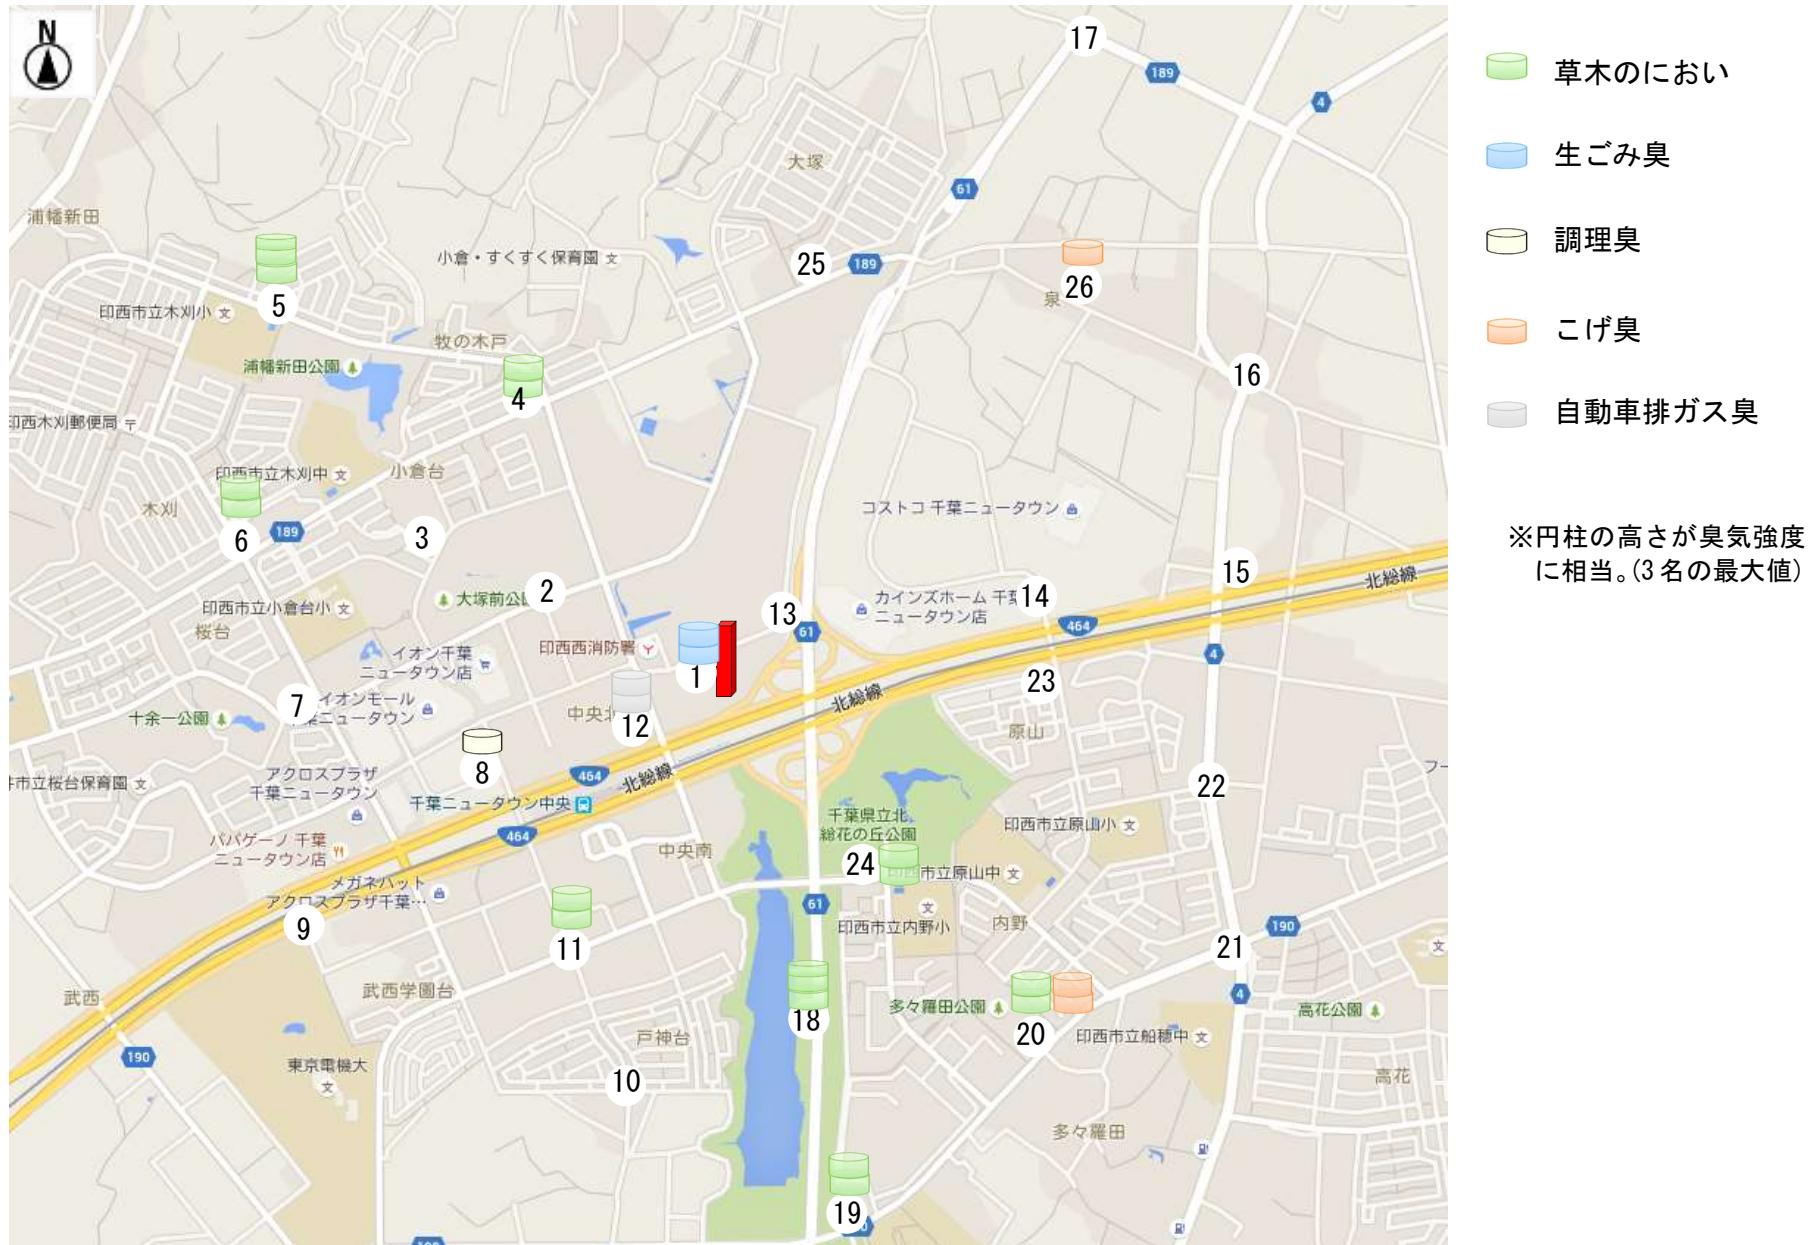 N
17
189
4
大塚
61
浦幡新田
小倉・すくすく保育園 文
25
189
26
泉
5
印西市立木刈小 文
牧の木戸
浦幡新田公園
4
16
印西木刈郵便局 〒
印西市立木刈中 文
小倉台
木刈
6
189
3
コストコ 千葉ニュータウン
15
北総線
大塚前公
2
13
61
カインズホーム 千葉
ニュータウン店
14
464
印西市立小倉台小 文
桜台
印西西消防署
イオン千葉
ニュータウン店
1
4
23
7
イオンモール
葉ニュータウン
十余一公園
中央北
12
北総線
原山
8
464
北総線
アクロスプラザ
千葉ニュータウン
市立桜台保育園 文
千葉ニュータウン中央
464
22
フー
千葉県立北
総花の丘公園
印西市立原山小 文
パパゲーノ 千葉
ニュータウン店
中央南
24
市立原山中 文
メガネハット
アクロスプラザ千葉…
9
11
61
文
印西市立内野小
内野
190
21
文
武西
武西学園台
18
多々羅田公園
20
4
高花公園
戸神台
印西市立船穂中 文
190
東京電機大
文
10
高花
多々羅田
19
草木のにおい
生ごみ臭
調理臭
こげ臭
自動車排ガス臭
※円柱の高さが臭気強度
に相当。(3名の最大値)